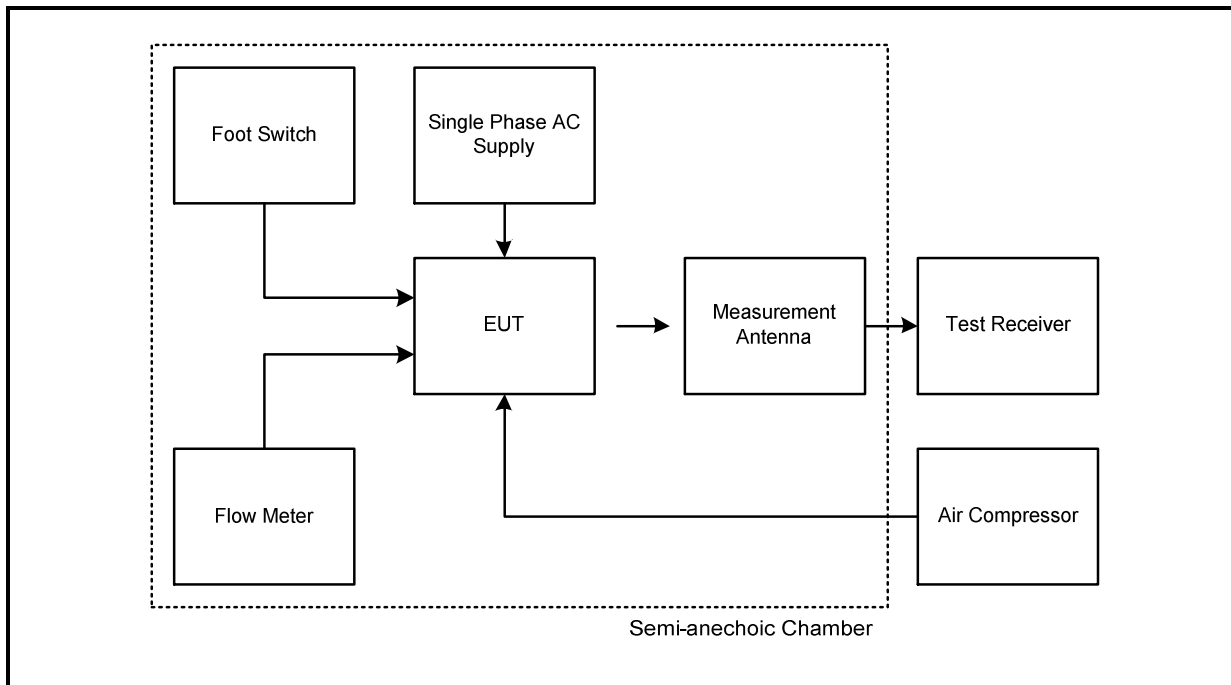 Foot Switch
Single Phase AC
Supply
EUT
Measurement
Antenna
Test Receiver
Flow Meter
Air Compressor
Semi-anechoic Chamber